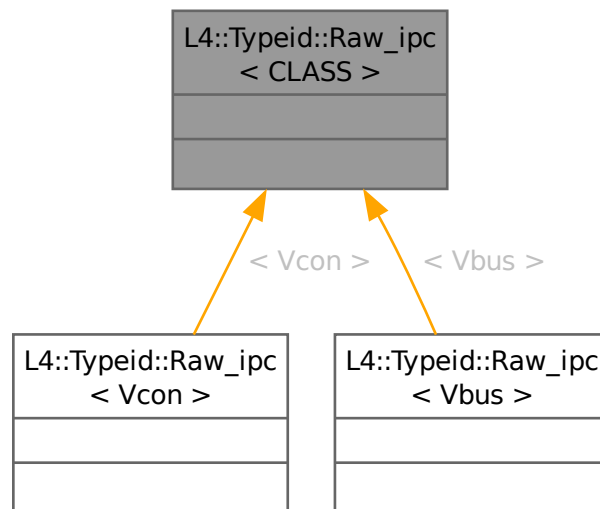 L4::Typeid::Raw_ipc
< CLASS >
< Vcon >
< Vbus >
L4::Typeid::Raw_ipc
< Vcon >
L4::Typeid::Raw_ipc
< Vbus >